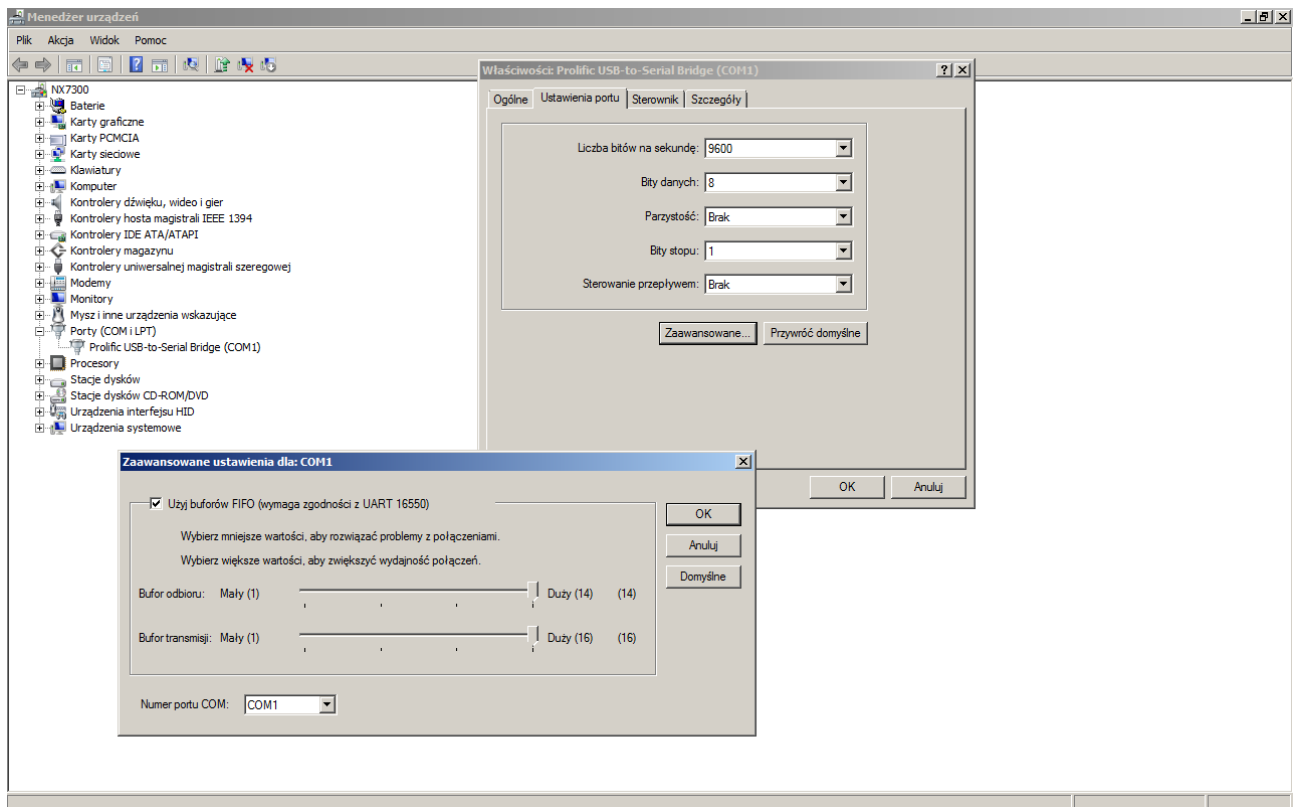 Menedżer urządzeń
Plik Akcja Widok Pomoc
NX7300
Baterie
Karty graficzne
Karty PCMCIA
Karty sieciowe
Klawiatury
Komputer
Kontrolery dźwięku, wideo i gier
Kontrolery hosta magistrali IEEE 1394
Kontrolery IDE ATA/ATAPI
Kontrolery magazynu
Kontrolery uniwersalnej magistrali szeregowej
Modemy
Monitory
Mysz i inne urządzenia wskazujące
Porty (COM i LPT)
Prolific USB-to-Serial Bridge (COM1)
Procesory
Stacje dysków
Stacje dysków CD-ROM/DVD
Urządzenia interfejsu HID
Urządzenia systemowe
Właściwości: Prolific USB-to-Serial Bridge (COM1)
Ogólne Ustawienia portu Sterownik Szczegóły
Liczba bitów na sekundę: 9600
Bity danych: 8
Parzystość: Brak
Bity stopu: 1
Sterowanie przepływem: Brak
Zaawansowane... Przywróć domyślne
OK Anuluj
Zaawansowane ustawienia dla: COM1
Użyj buforów FIFO (wymaga zgodności z UART 16550)
OK
Wybierz mniejsze wartości, aby rozwiązać problemy z połączeniami.
Anuluj
Wybierz większe wartości, aby zwiększyć wydajność połączeń.
Domyślne
Bufor odbioru: Mały (1) Duży (14) (14)
Bufor transmisji: Mały (1) Duży (16) (16)
Numer portu COM: COM1